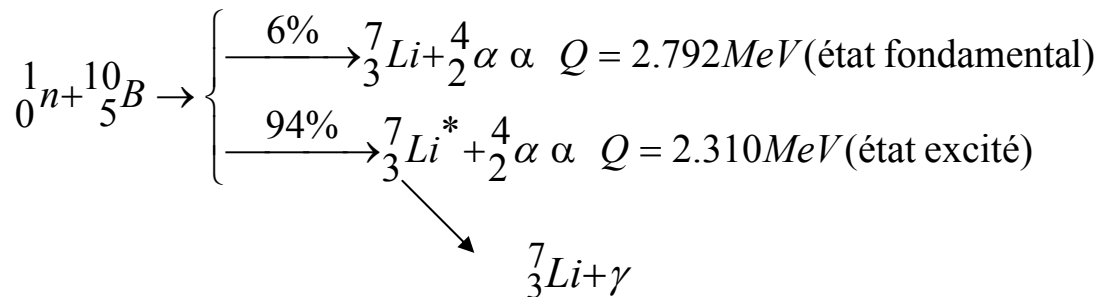 6% ⁷₃Li+⁴₂α α Q = 2.792MeV(état fondamental)
¹₀n+¹⁰₅B → {
94% ⁷₃Li*+⁴₂α α Q = 2.310MeV(état excité)
⁷₃Li+γ